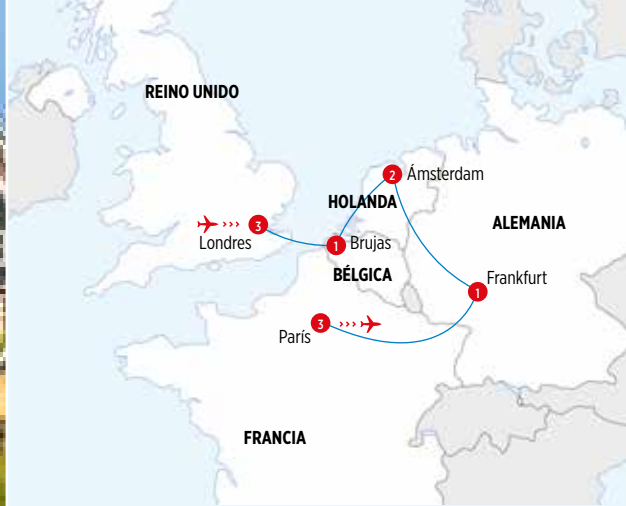 REINO UNIDO
2 Ámsterdam
HOLANDA
ALEMANIA
3
Londres
1 Brujas
BÉLGICA
Frankfurt
1
3
París
FRANCIA